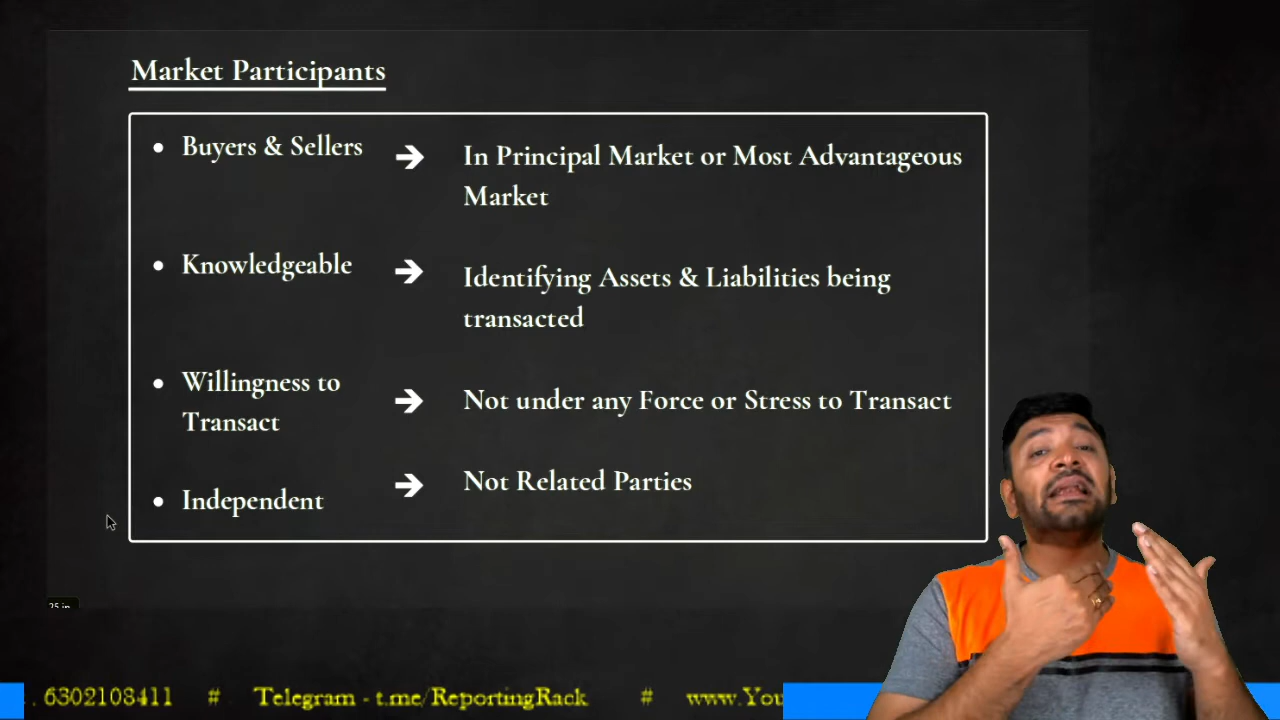 Market Participants
• Buyers & Sellers ➔ In Principal Market or Most Advantageous
Market
• Knowledgeable ➔ Identifying Assets & Liabilities being
transacted
• Willingness to
Transact ➔ Not under any Force or Stress to Transact
• Independent ➔ Not Related Parties
. 6302108411 # Telegram - t.me/ReportingRack # www.You